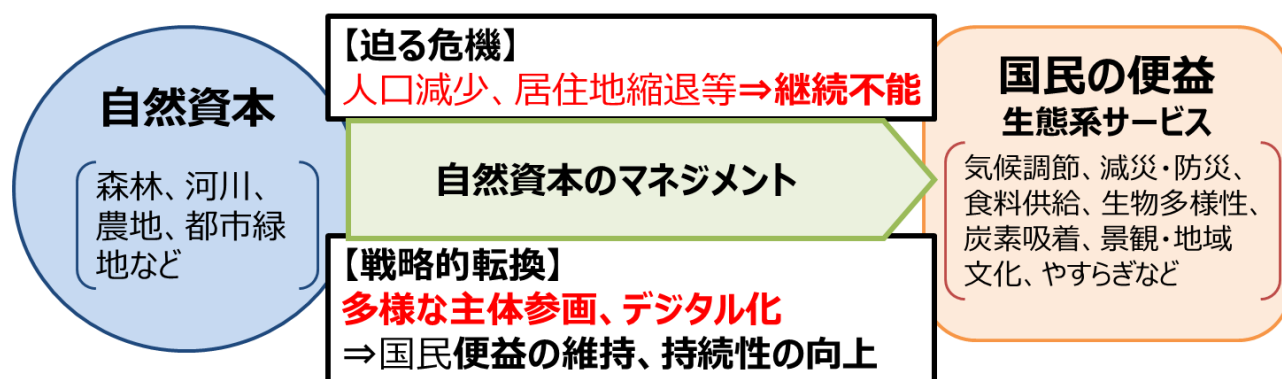 自然資本
森林、河川、
農地、都市緑
地など
【迫る危機】
人口減少、居住地縮退等⇒継続不能
自然資本のマネジメント
【戦略的転換】
多様な主体参画、デジタル化
⇒国民便益の維持、持続性の向上
国民の便益
生態系サービス
気候調節、減災・防災、
食料供給、生物多様性、
炭素吸着、景観・地域
文化、やすらぎなど